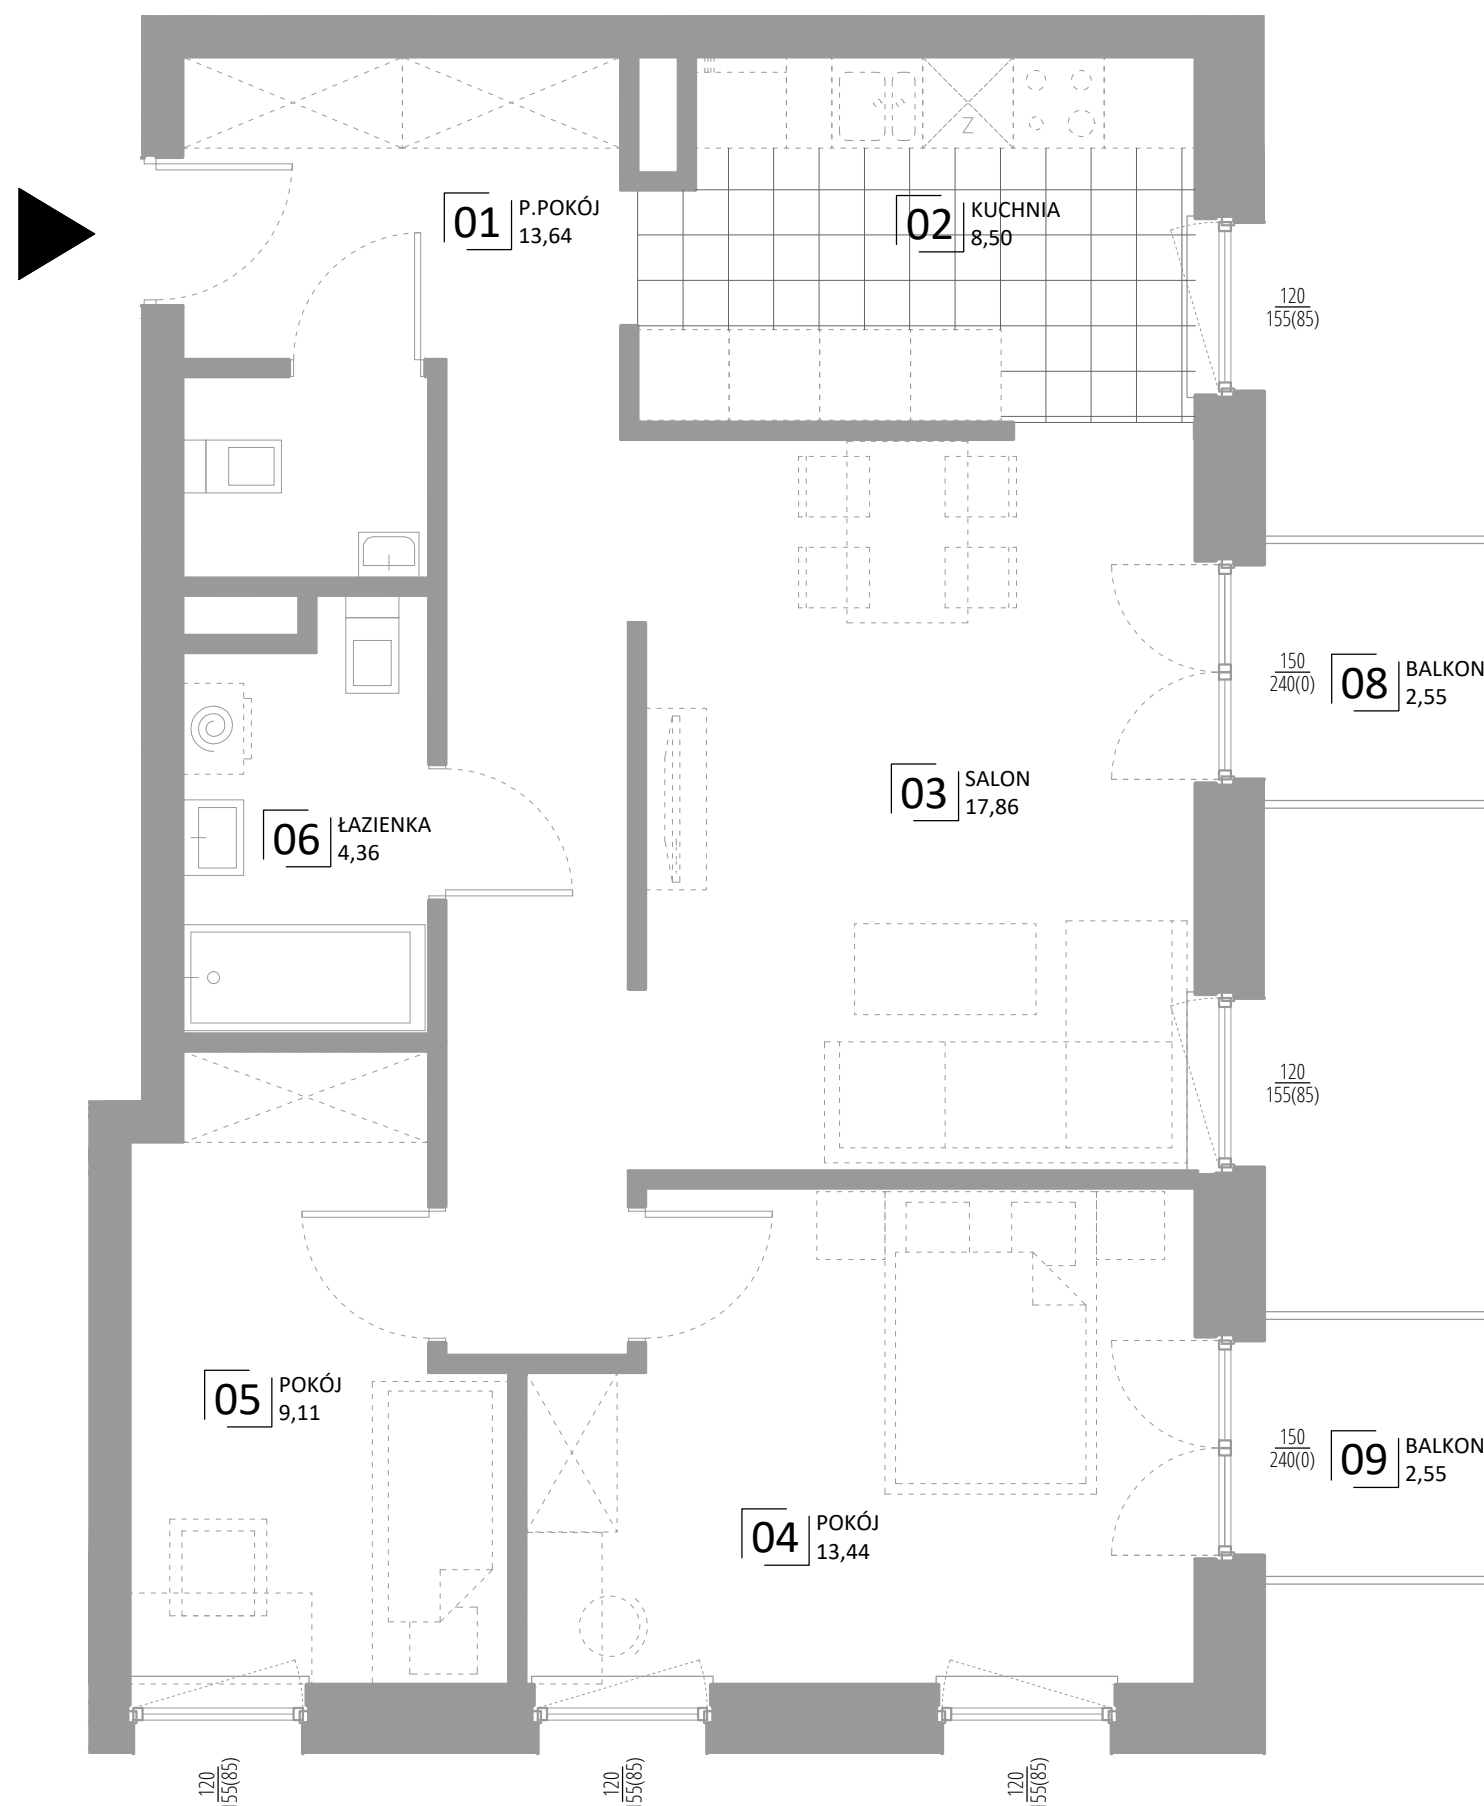 01 P.POKÓJ
13,64
02 KUCHNIA
8,50
Z
120
155(85)
150
240(0)
08 BALKON
2,55
03 SALON
17,86
06 ŁAZIENKA
4,36
120
155(85)
05 POKÓJ
9,11
150
240(0)
09 BALKON
2,55
04 POKÓJ
13,44
120
155(85)
120
155(85)
120
155(85)